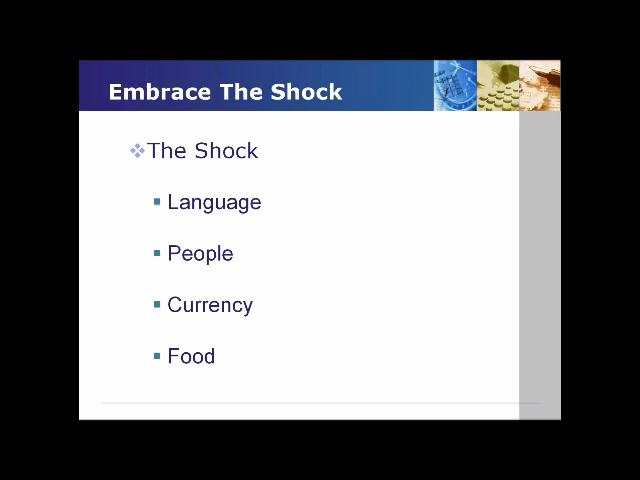 Embrace The Shock
The Shock
Language
People
Currency
Food